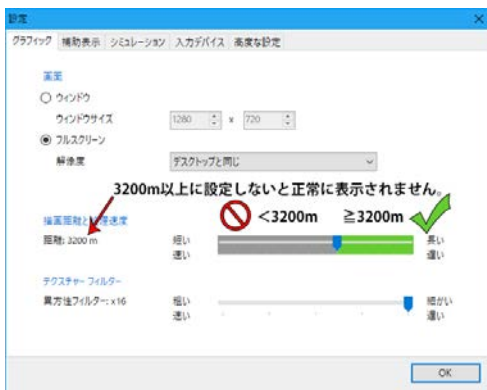 設定
グラフィック 補助表示 シミュレーション 入力デバイス 高度な設定
画面
ウィンドウ
ウィンドウサイズ 1280 x 720
フルスクリーン
解像度 デスクトップと同じ
3200m以上に設定しないと正常に表示されません。
<3200m ≧3200m
描画距離と処理速度
距離: 3200 m 短い 長い
速い 遅い
テクスチャー フィルター
異方性フィルター: x16 粗い 細かい
速い 遅い
OK